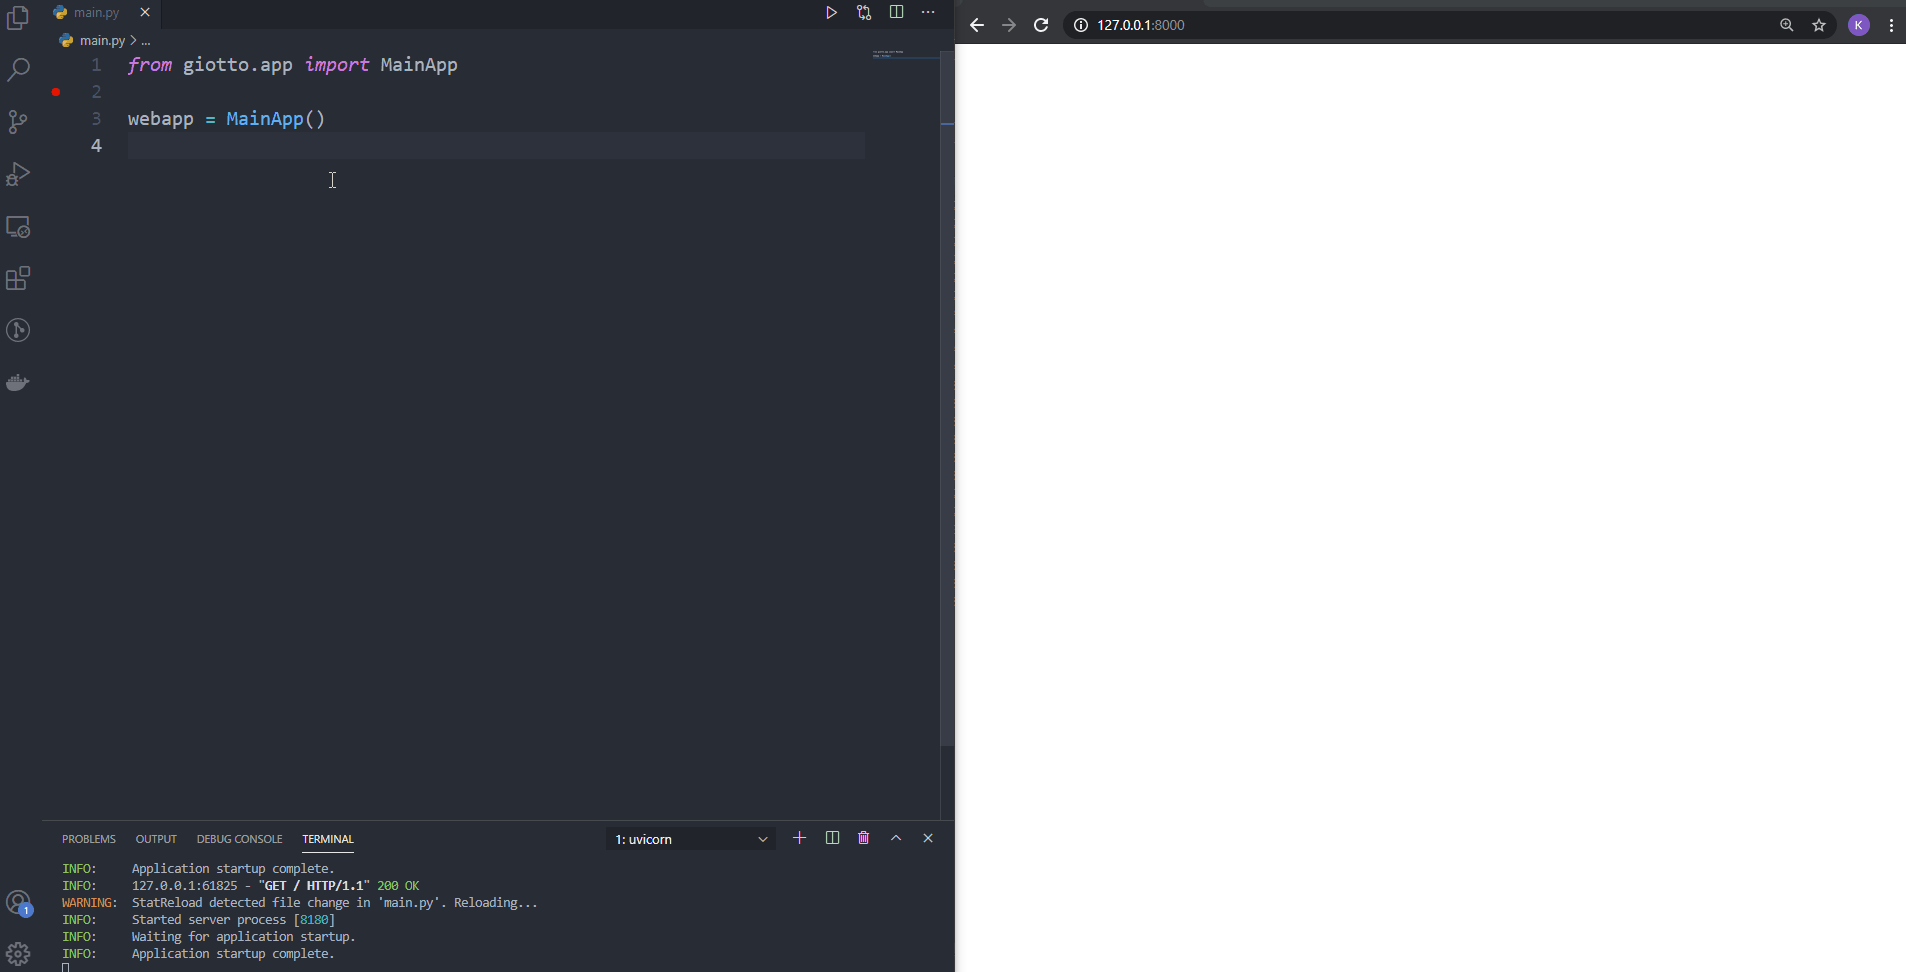 main.py
main.py > ...
1 from giotto.app import MainApp
2
3 webapp = MainApp()
4
PROBLEMS OUTPUT DEBUG CONSOLE TERMINAL 1: uvicorn
INFO: Application startup complete.
INFO: 127.0.0.1:61825 - "GET / HTTP/1.1" 200 OK
WARNING: StatReload detected file change in 'main.py'. Reloading...
INFO: Started server process [8180]
INFO: Waiting for application startup.
INFO: Application startup complete.
1
127.0.0.1:8000
K